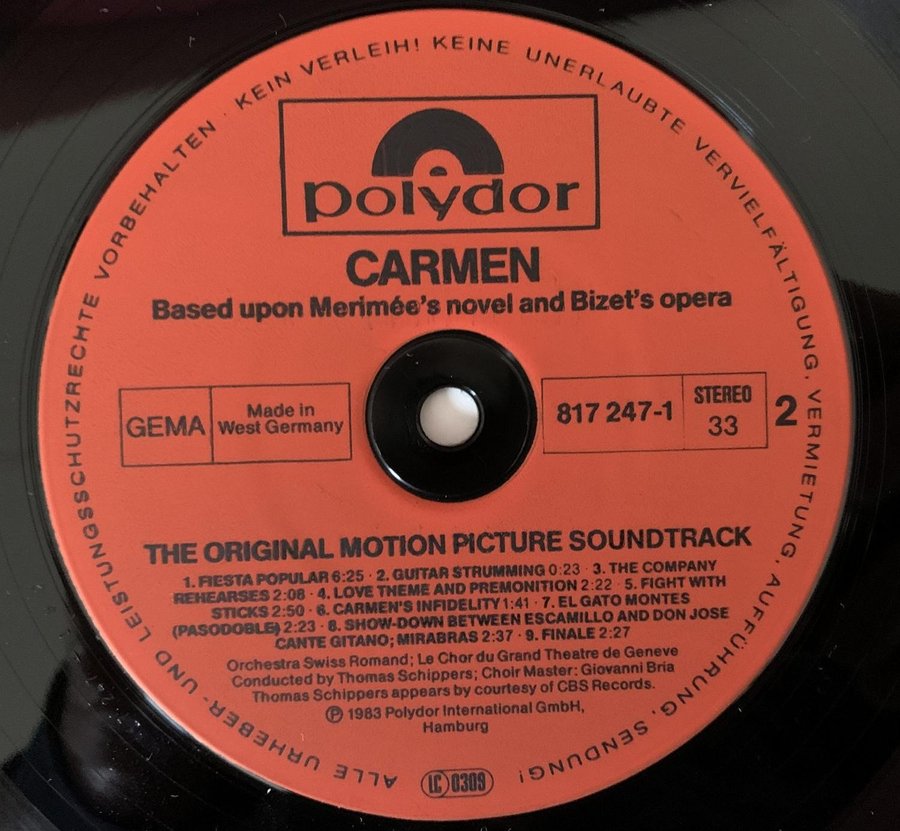 ALLE URHEBER- UND LEISTUNGSSCHUTZRECHTE VORBEHALTEN · KEIN VERLEIH! KEINE UNERLAUBTE VERVIELFÄLTIGUNG, VERMIETUNG, AUFFÜHRUNG, SENDUNG!
polydor
CARMEN
Based upon Merimée's novel and Bizet's opera
GEMA
Made in
West Germany
817 247-1
STEREO
33
2
THE ORIGINAL MOTION PICTURE SOUNDTRACK
1. FIESTA POPULAR 6:25 · 2. GUITAR STRUMMING 0:23 · 3. THE COMPANY
REHEARSES 2:08 · 4. LOVE THEME AND PREMONITION 2:22 · 5. FIGHT WITH
STICKS 2:50 · 6. CARMEN'S INFIDELITY 1:41 · 7. EL GATO MONTES
(PASODOBLE) 2:23 · 8. SHOW-DOWN BETWEEN ESCAMILLO AND DON JOSE
CANTE GITANO; MIRABRAS 2:37 · 9. FINALE 2:27
Orchestra Swiss Romand; Le Chor du Grand Theatre de Geneve
Conducted by Thomas Schippers; Choir Master: Giovanni Bria
Thomas Schippers appears by courtesy of CBS Records.
℗ 1983 Polydor International GmbH,
Hamburg
LC 0309